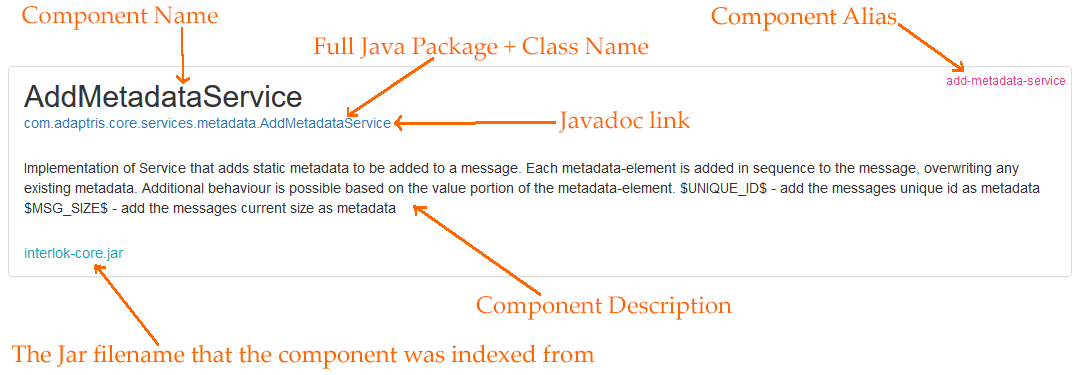 Component Name
Component Alias
Full Java Package + Class Name
add-metadata-service
AddMetadataService
com.adaptris.core.services.metadata.AddMetadataService
Javadoc link
Implementation of Service that adds static metadata to be added to a message. Each metadata-element is added in sequence to the message, overwriting any
existing metadata. Additional behaviour is possible based on the value portion of the metadata-element. $UNIQUE_ID$ - add the messages unique id as metadata
$MSG_SIZE$ - add the messages current size as metadata
interlok-core.jar
Component Description
The Jar filename that the component was indexed from